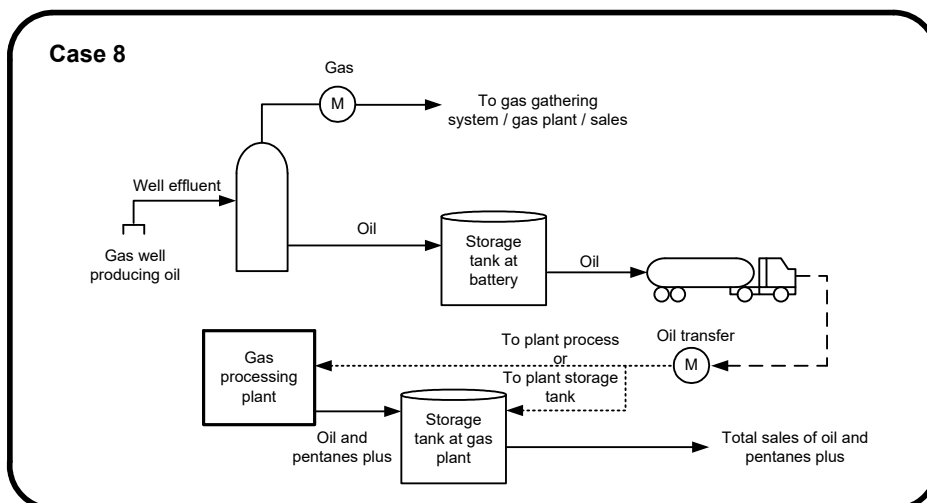 Case 8
Gas
M
To gas gathering
system / gas plant / sales
Well effluent
Gas well
producing oil
Oil
Storage
tank at
battery
Oil
Oil transfer
M
To plant process
or
To plant storage
tank
Gas
processing
plant
Oil and
pentanes plus
Storage
tank at gas
plant
Total sales of oil and
pentanes plus